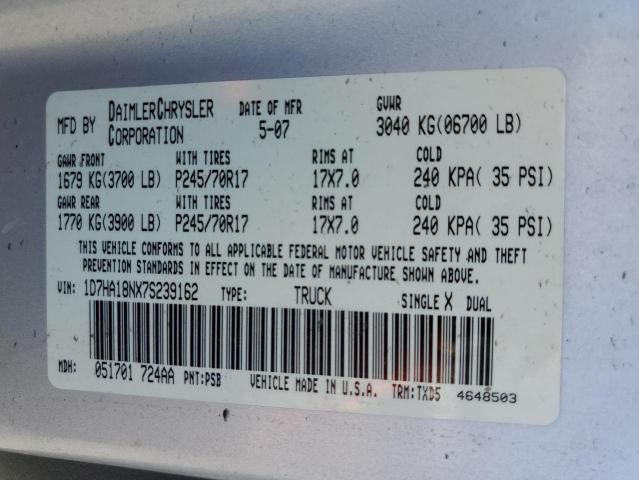 MFD BY DAIMLERCHRYSLER CORPORATION DATE OF MFR 5-07 GVWR 3040 KG(06700 LB)
GAWR FRONT WITH TIRES RIMS AT COLD
1679 KG(3700 LB) P245/70R17 17X7.0 240 KPA( 35 PSI)
GAWR REAR WITH TIRES RIMS AT COLD
1770 KG(3900 LB) P245/70R17 17X7.0 240 KPA( 35 PSI)
THIS VEHICLE CONFORMS TO ALL APPLICABLE FEDERAL MOTOR VEHICLE SAFETY AND THEFT
PREVENTION STANDARDS IN EFFECT ON THE DATE OF MANUFACTURE SHOWN ABOVE.
VIN: 1D7HA18NX7S239162 TYPE: TRUCK SINGLE X DUAL
MDH: 051701 724AA PNT:PSB VEHICLE MADE IN U.S.A. TRM:TXD5 4648503